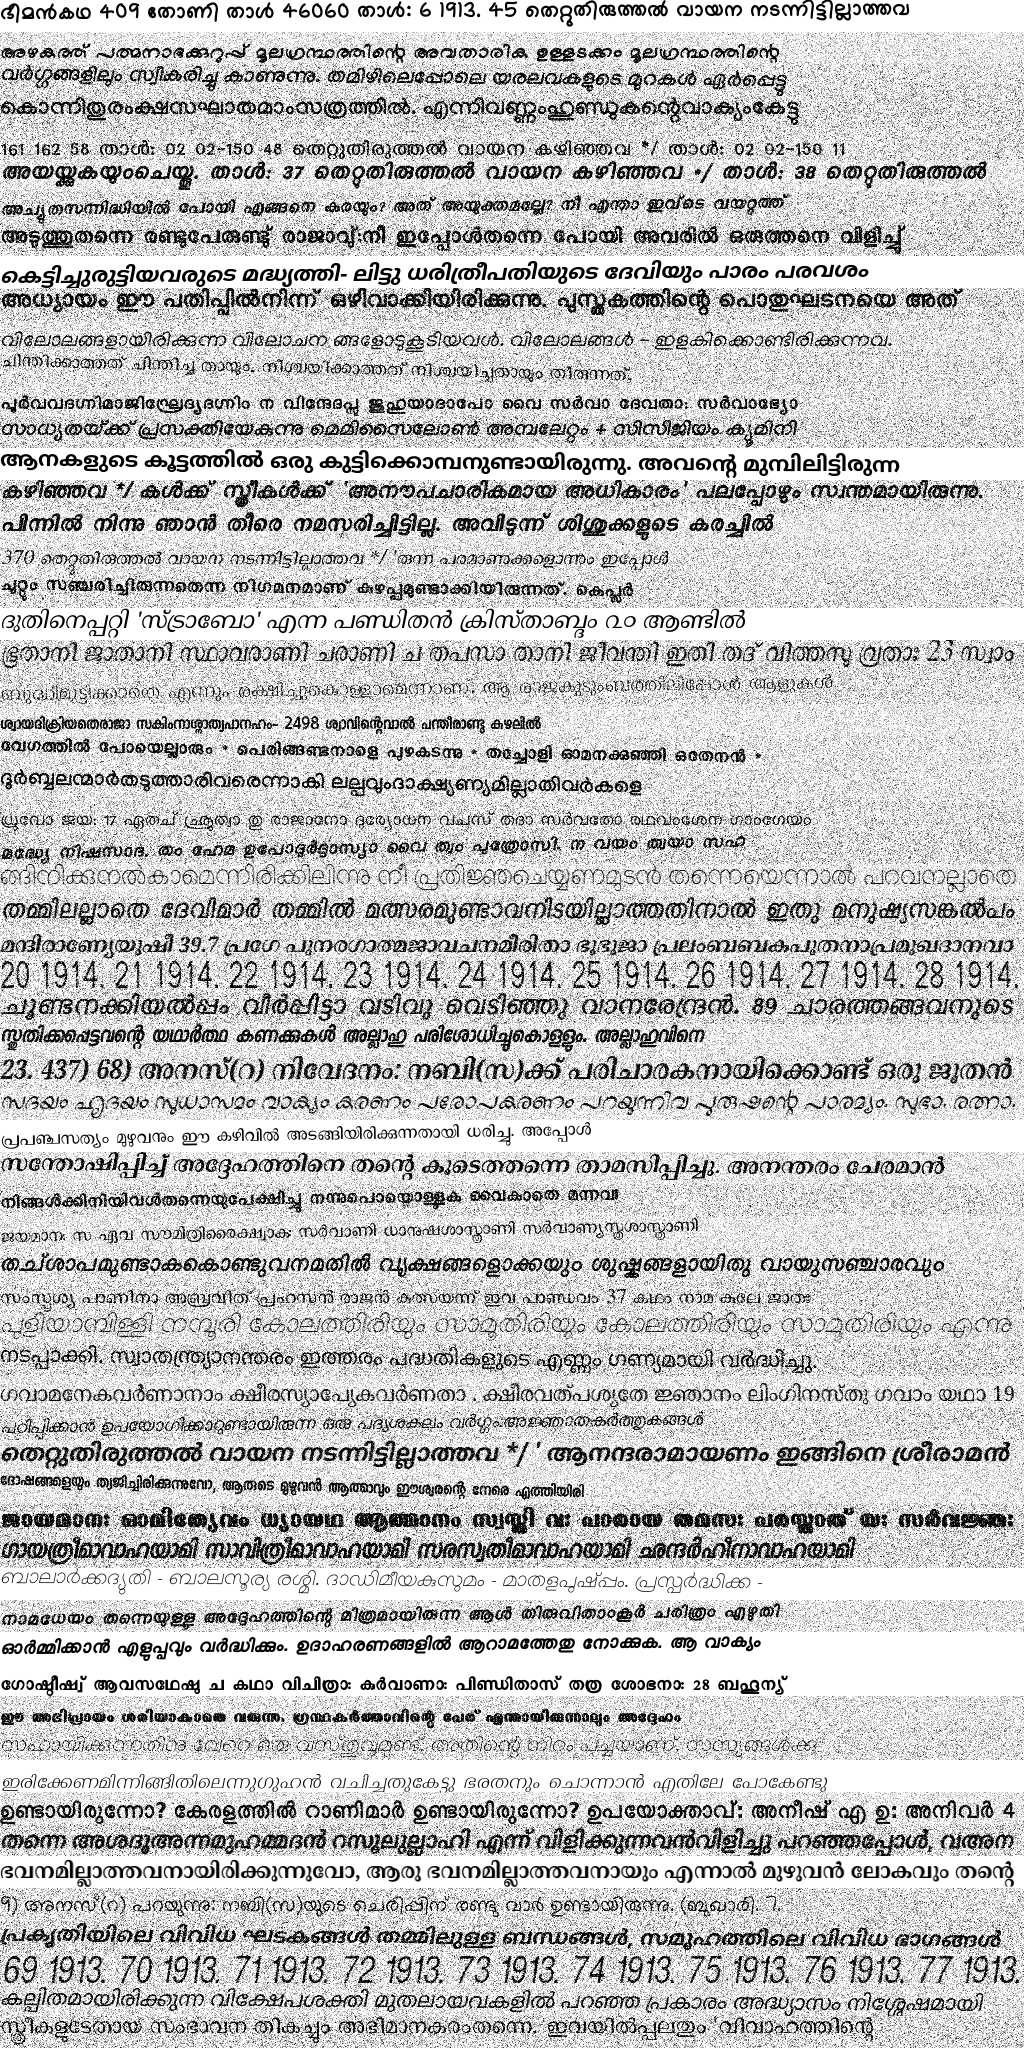 ഭീമൻകഥ 409 തോണി താൾ 46060 താൾ: 6 1913. 45 തെറ്റുതിരുത്തൽ വായന നടന്നിട്ടില്ലാത്തവ
അഴകത്ത് പത്മനാഭക്കുറുപ്പ് മൂലഗ്രന്ഥത്തിന്റെ അവതാരിക ഉള്ളടക്കം മൂലഗ്രന്ഥത്തിന്റെ
വർഗ്ഗങ്ങളിലും സ്വീകരിച്ചു കാണുന്നു. തമിഴിലെപ്പോലെ യരലവകളുടെ മുറകൾ ഏർപ്പെട്ടു
കൊന്നിതൂരംക്ഷസഘാതമാംസത്രത്തിൽ. എന്നിവണ്ണംഹുണ്ഡുകന്റെവാക്യംകേട്ടു
161 162 58 താൾ: 02 02-150 48 തെറ്റുതിരുത്തൽ വായന കഴിഞ്ഞവ */ താൾ: 02 02-150 11
അയയ്ക്കുകയുംചെയ്തു. താൾ: 37 തെറ്റുതിരുത്തൽ വായന കഴിഞ്ഞവ */ താൾ: 38 തെറ്റുതിരുത്തൽ
അച്യുതസന്നിദ്ധിയിൽ പോയി എങ്ങനെ കരയും? അത് അയുക്തമല്ലേ? നീ എന്താ ഇവ്ടെ വയറ്റത്ത്
അടുത്തുതന്നെ രണ്ടുപേരുണ്ടു് രാജാവു്:നീ ഇപ്പോൾതന്നെ പോയി അവരിൽ ഒരുത്തനെ വിളിച്ച്
കെട്ടിച്ചുരുട്ടിയവരുടെ മദ്ധ്യത്തി- ലിട്ടു ധരിത്രീപതിയുടെ ദേവിയും പാരം പരവശം
അധ്യായം ഈ പതിപ്പിൽനിന്ന് ഒഴിവാക്കിയിരിക്കുന്നു. പുസ്തകത്തിന്റെ പൊതുഘടനയെ അത്
വിലോലങ്ങളായിരിക്കുന്ന വിലോചന ങ്ങളോടുകൂടിയവൾ. വിലോലങ്ങൾ – ഇളകിക്കൊണ്ടിരിക്കുന്നവ.
ചിന്തിക്കാത്തത് ചിന്തിച്ച തായും. നിശ്ചയിക്കാത്തത് നിശ്ചയിച്ചതായും തീരുന്നത്.
പൂർവവദഗ്നിമാജിഘ്രേദ്യദഗ്നിം ന വിന്ദേദപ്സു ജുഹുയാദാപോ വൈ സർവാ ദേവതാഃ സർവാഭ്യോ
സാധ്യതയ്ക്ക് പ്രസക്തിയേകുന്നു മെമിസൈലോൺ അമ്പലേറ്റം + സിസിജിയം ക്യുമിനി
ആനകളുടെ കൂട്ടത്തിൽ ഒരു കുട്ടിക്കൊമ്പനുണ്ടായിരുന്നു. അവന്റെ മുമ്പിലിട്ടിരുന്ന
കഴിഞ്ഞവ */ കൾക്ക് സ്ത്രീകൾക്ക് 'അനൗപചാരികമായ അധികാരം' പലപ്പോഴും സ്വന്തമായിരുന്നു.
പിന്നിൽ നിന്നു ഞാൻ തീരെ നമസരിച്ചിട്ടില്ല. അവിടുന്ന് ശിശുക്കളുടെ കരച്ചിൽ
370 തെറ്റുതിരുത്തൽ വായന നടന്നിട്ടില്ലാത്തവ */ 'രുന്ന പരമാണുക്കളൊന്നും ഇപ്പോൾ
ചുറ്റും സഞ്ചരിച്ചിരുന്നതെന്ന നിഗമനമാണ് കുഴപ്പമുണ്ടാക്കിയിരുന്നത്. കെപ്ലർ
ദ്യുതിനെപ്പറ്റി 'സ്ട്രാബോ' എന്ന പണ്ഡിതൻ ക്രിസ്താബ്ദം ൨൦ ആണ്ടിൽ
ഭൂതാനി ജാതാനി സ്ഥാവരാണി ചരാണി ച തപസാ താനി ജീവന്തി ഇതി തദ് വിത്തസു വ്രതാഃ 23 സ്വാം
ബുദ്ധിമുട്ടിക്കാതെ എന്നും രക്ഷിച്ചുകൊള്ളാമെന്നാണ്. ആ രാജകുടുംബത്തിലിപ്പോൾ ആളുകൾ
ശ്വായദിക്രിയതെരാജാ സകിംനാശ്നാത്യുപാനഹം- 2498 ശ്വാവിന്റെവാൽ പന്തിരാണ്ടു കുഴലിൽ
വേഗത്തിൽ പോയെല്ലാരും * പെരിങ്ങണ്ടനാളെ പുഴകടന്നു * തച്ചോളി ഓമനക്കുഞ്ഞി ഒതേനൻ *
ദുർബ്ബലന്മാർതടുത്താരിവരെന്നാകി ലല്പവുംദാക്ഷ്യണ്യമില്ലാതിവർകളെ
ധ്രുവോ ജയഃ 17 ഏതച് ഛ്രുത്വാ തു രാജാനോ ദുര്യോധന വചസ് തദാ സർവതോ രഥവംശേന ഗാംഗേയം
മദ്ധ്യേ നിഷസാദ. തം ഹേമ ഉപോദുർദ്ദാസ്യാ വൈ ത്വം പുത്രോസി. ന വയം ത്വയാ സഹ
ങ്ങിനിക്കുനൽകാമെന്നിരിക്കിലിന്നു നീ പ്രതിജ്ഞചെയ്യണമുടൻ തന്നെയെന്നാൽ പറവനല്ലാതെ
തമ്മിലല്ലാതെ ദേവിമാർ തമ്മിൽ മത്സരമുണ്ടാവനിടയില്ലാത്തതിനാൽ ഇതു മനുഷ്യസങ്കൽപം
മന്ദിരാണ്യേയുഷീ 39.7 പ്രഗേ പുനരഗാത്മജാവചനമീരിതാ ഭൂഭുജാ പ്രലംബബകപൂതനാപ്രമുഖദാനവാ
20 1914. 21 1914. 22 1914. 23 1914. 24 1914. 25 1914. 26 1914. 27 1914. 28 1914.
ചൂണ്ടനക്കിയൽപ്പം വീർപ്പിട്ടാ വടിവൂ വെടിഞ്ഞു വാനരേന്ദ്രൻ. 89 ചാരത്തങ്ങവനുടെ
സ്തുതിക്കപ്പെട്ടവന്റെ യഥാർത്ഥ കണക്കുകൾ അല്ലാഹു പരിശോധിച്ചുകൊള്ളും. അല്ലാഹുവിനെ
23. 437) 68) അനസ്(റ) നിവേദനം: നബി(സ)ക്ക് പരിചാരകനായിക്കൊണ്ട് ഒരു ജൂതൻ
സദയം ഹൃദയം സുധാസാം വാക്യം കരണം പരോപകരണം പറയുന്നിവ പുരുഷന്റെ പാരമ്യം. സുഭാ. രത്നാ.
പ്രപഞ്ചസത്യം മുഴുവനും ഈ കഴിവിൽ അടങ്ങിയിരിക്കുന്നതായി ധരിച്ചു. അപ്പോൾ
സന്തോഷിപ്പിച്ച് അദ്ദേഹത്തിനെ തന്റെ കൂടെത്തന്നെ താമസിപ്പിച്ചു. അനന്തരം ചേരമാൻ
നിങ്ങൾക്കിനിയിവൾതന്നെയുപേക്ഷിച്ചു നന്നുപൊയ്ക്കൊള്ളുക വൈകാതെ മന്നവ!
ജയമാനഃ സ ഏവ സൗമിത്രിരൈക്ഷ്വാകഃ സർവാണി ധാനുഷശാസ്ത്രാണി സർവാണ്യസ്ത്രശാസ്ത്രാണി
തച്ശാപമുണ്ടാകകൊണ്ടുവനമതിൽ വൃക്ഷങ്ങളൊക്കയും ശുഷ്കങ്ങളായിതു വായുസഞ്ചാരവും
സംസ്പൃശ്യ പാണിനാ അബ്രവീത് പ്രഹസൻ രാജൻ കുത്സയന്ന് ഇവ പാണ്ഡവം 37 കഥം നാമ കുലേ ജാതഃ
പുളിയാമ്പിള്ളി നമ്പൂരി കോലത്തിരിയും സാമൂതിരിയും കോലത്തിരിയും സാമൂതിരിയും എന്നു
നടപ്പാക്കി. സ്വാതന്ത്ര്യാനന്തരം ഇത്തരം പദ്ധതികളുടെ എണ്ണം ഗണ്യമായി വർദ്ധിച്ചു.
ഗവാമനേകവർണാനാം ക്ഷീരസ്യാപ്യേകവർണതാ . ക്ഷീരവത്പശ്യതേ ജ്ഞാനം ലിംഗിനസ്തു ഗവാം യഥാ 19
പഠിപ്പിക്കാൻ ഉപയോഗിക്കാറുണ്ടായിരുന്ന ഒരു പദ്യശകലം വർഗ്ഗം:അജ്ഞാതകർത്തൃകങ്ങൾ
തെറ്റുതിരുത്തൽ വായന നടന്നിട്ടില്ലാത്തവ */ ' ആനന്ദരാമായണം ഇങ്ങിനെ ശ്രീരാമൻ
ദോഷങ്ങളെയും ത്യജിച്ചിരിക്കുന്നുവോ, ആരുടെ മുഴുവൻ ആത്മാവും ഈശ്വരന്റെ നേരെ എത്തിയിരി
ജായമാനഃ ഓമിത്യേവം ധ്യായഥ ആത്മാനം സ്വസ്തി വഃ പാരായ തമസഃ പരസ്താത് യഃ സർവജ്ഞഃ
ഗായത്രീമാവാഹയാമി സാവിത്രീമാവാഹയാമി സരസ്വതീമാവാഹയാമി ഛന്ദർഷീനാവാഹയാമി
ബാലാർക്കദ്യുതി - ബാലസൂര്യ രശ്മി. ദാഡിമീയകുസുമം - മാതളപുഷ്പ്പം. പ്രസ്പർദ്ധിക്ക -
നാമധേയം തന്നെയുള്ള അദ്ദേഹത്തിന്റെ മിത്രമായിരുന്ന ആൾ തിരുവിതാംകൂർ ചരിത്രം എഴുതി
ഓർമ്മിക്കാൻ എളുപ്പവും വർദ്ധിക്കും. ഉദാഹരണങ്ങളിൽ ആറാമത്തേതു നോക്കുക. ആ വാക്യം
ഗോഷ്ഠീഷ്വ് ആവസഥേഷു ച കഥാ വിചിത്രാഃ കുർവാണാഃ പിണ്ഡിതാസ് തത്ര ശോഭനാഃ 28 ബഹൂന്യ്
ഈ അഭിപ്രായം ശരിയാകാതെ വരുന്നു. ഗ്രന്ഥകർത്താവിന്റെ പേര് എന്തായിരുന്നാലും അദ്ദേഹം
സഹായിക്കുന്നതിന്ന് വേറെ ഒരു വസ്തുവുമുണ്ട്. അതിന്റെ നിറം പച്ചയാണ്. സസ്യങ്ങൾക്കു
ഇരിക്കേണമിന്നിങ്ങിതിലെന്നുഗുഹൻ വചിച്ചതുകേട്ടു ഭരതനും ചൊന്നാൻ എതിലേ പോകേണ്ടു
ഉണ്ടായിരുന്നോ? കേരളത്തിൽ റാണിമാർ ഉണ്ടായിരുന്നോ? ഉപയോക്താവ്: അനീഷ് എ ഉ: അനിവർ 4
തന്നെ അശദൂഅന്നമുഹമ്മദൻ റസൂലുല്ലാഹി എന്ന് വിളിക്കുന്നവൻവിളിച്ചു പറഞ്ഞപ്പോൾ, വഅന
ഭവനമില്ലാത്തവനായിരിക്കുന്നുവോ, ആരു ഭവനമില്ലാത്തവനായും എന്നാൽ മുഴുവൻ ലോകവും തന്റെ
9) അനസ്(റ) പറയുന്നു: നബി(സ)യുടെ ചെരിപ്പിന് രണ്ടു വാർ ഉണ്ടായിരുന്നു. (ബുഖാരി. 7.
പ്രകൃതിയിലെ വിവിധ ഘടകങ്ങൾ തമ്മിലുള്ള ബന്ധങ്ങൾ, സമൂഹത്തിലെ വിവിധ ഭാഗങ്ങൾ
69 1913. 70 1913. 71 1913. 72 1913. 73 1913. 74 1913. 75 1913. 76 1913. 77 1913.
കല്പിതമായിരിക്കുന്ന വിക്ഷേപശക്തി മുതലായവകളിൽ പറഞ്ഞ പ്രകാരം അദ്ധ്യാസം നിശ്ശേഷമായി
സ്ത്രീകളുടേതായ സംഭാവന തികച്ചും അഭിമാനകരംതന്നെ. ഇവയിൽപ്പലതും 'വിവാഹത്തിന്റെ